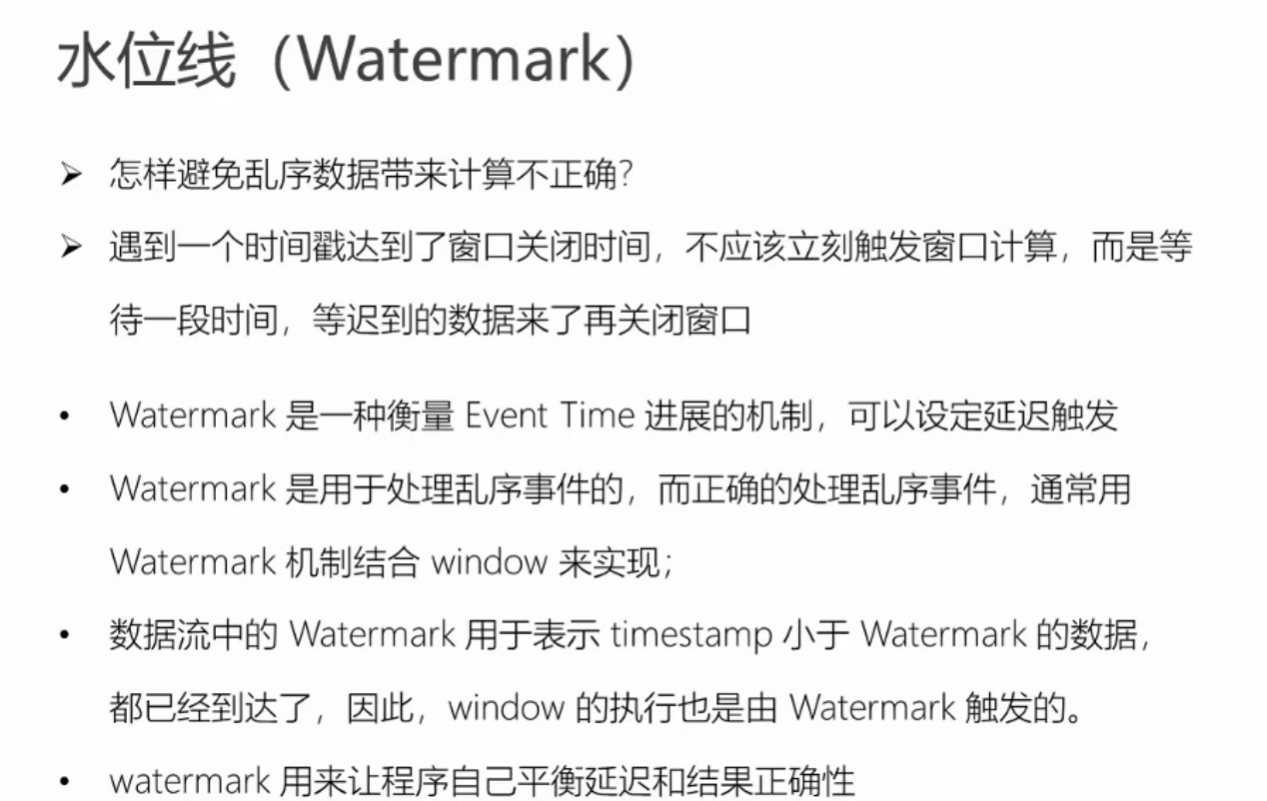 水位线（Watermark）
➢ 怎样避免乱序数据带来计算不正确？
➢ 遇到一个时间戳达到了窗口关闭时间，不应该立刻触发窗口计算，而是等
待一段时间，等迟到的数据来了再关闭窗口
• Watermark 是一种衡量 Event Time 进展的机制，可以设定延迟触发
• Watermark 是用于处理乱序事件的，而正确的处理乱序事件，通常用
Watermark 机制结合 window 来实现；
• 数据流中的 Watermark 用于表示 timestamp 小于 Watermark 的数据，
都已经到达了，因此，window 的执行也是由 Watermark 触发的。
• watermark 用来让程序自己平衡延迟和结果正确性